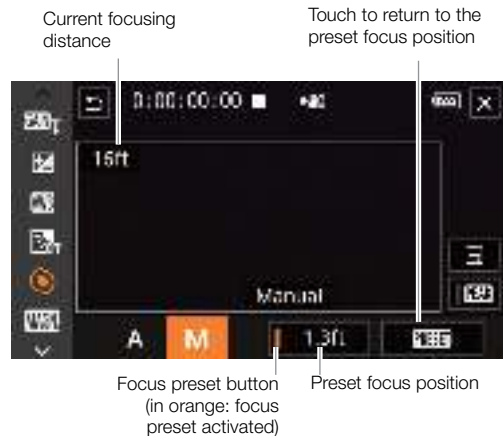 Current focusing
distance
Touch to return to the
preset focus position
0:00:00:00
15ft
Manual
A
M
1.3ft
Focus preset button
(in orange: focus
preset activated)
Preset focus position